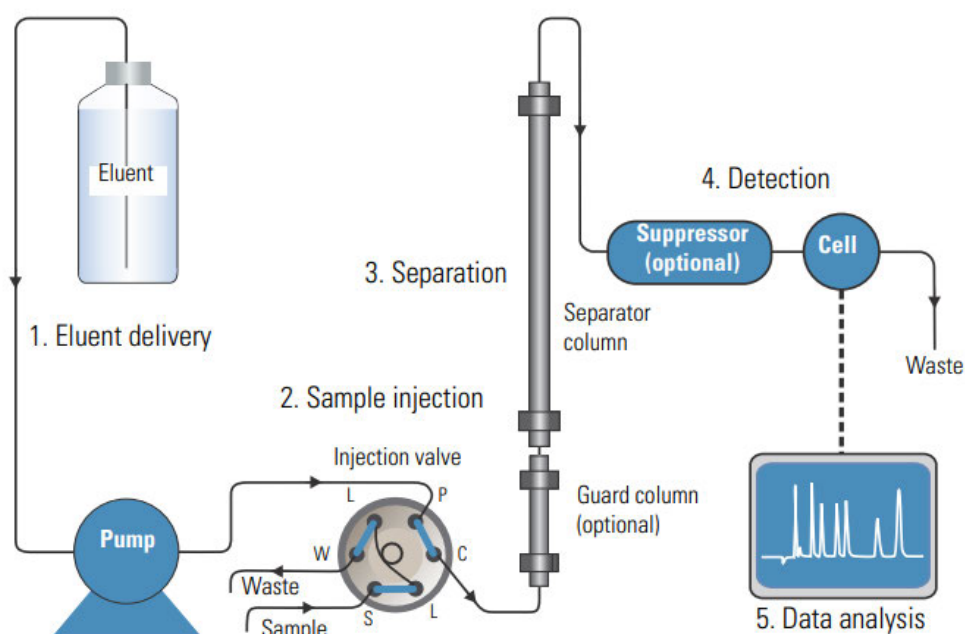 Eluent
1. Eluent delivery
Pump
2. Sample injection
Injection valve
L
P
W
C
S
L
Waste
Sample
3. Separation
Separator
column
Guard column
(optional)
4. Detection
Suppressor
(optional)
Cell
Waste
5. Data analysis